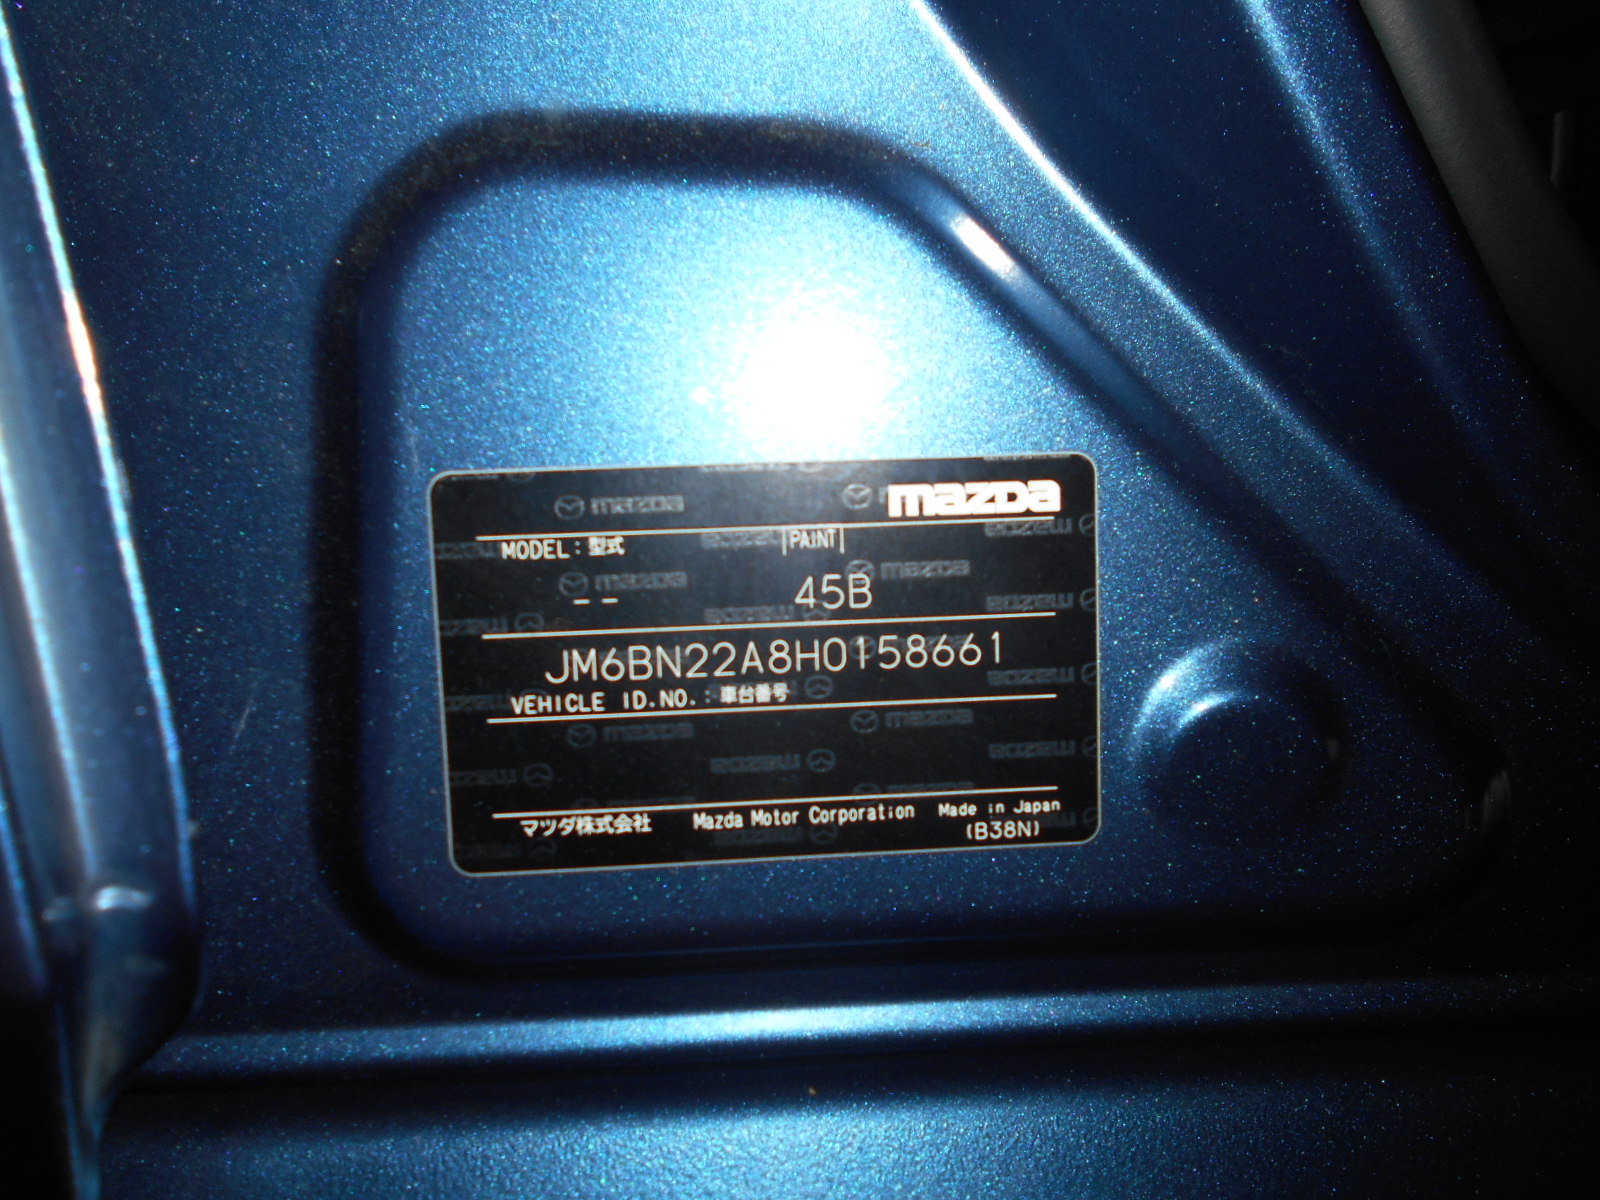 mazda
MODEL：型式 PAINT
-- 45B
JM6BN22A8H0158661
VEHICLE ID.NO.：車台番号
マツダ株式会社 Mazda Motor Corporation Made in Japan
(B38N)